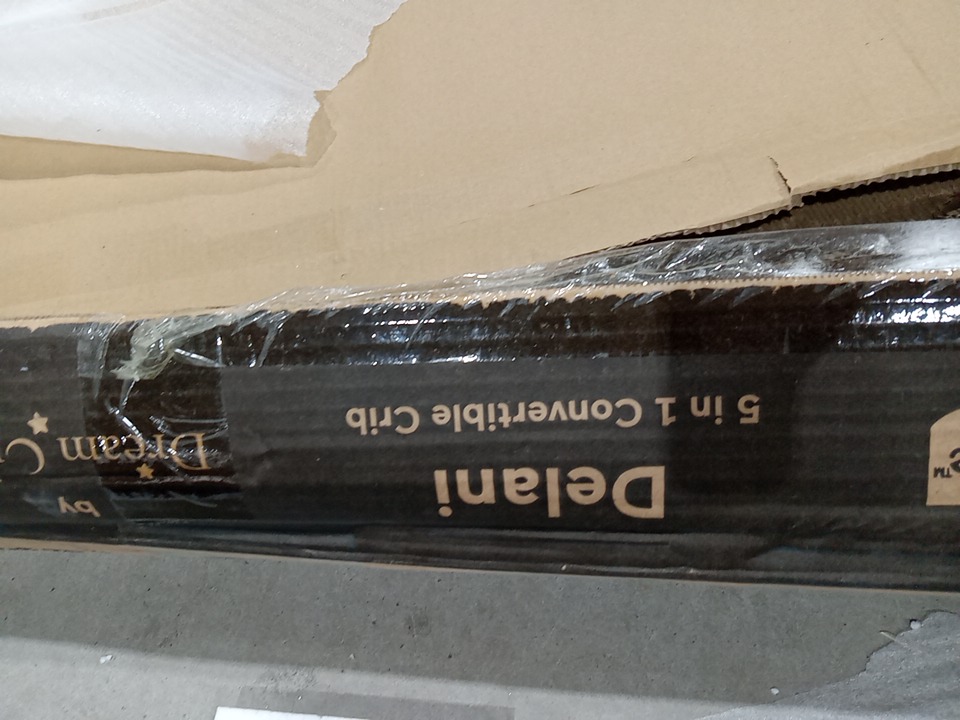 Delani
5 in 1 Convertible Crib
by
Dream